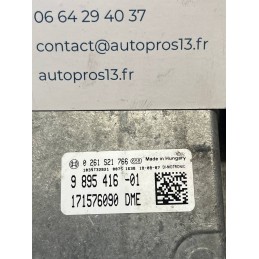 06 64 29 40 37
contact@autopros13.fr
autopros13.fr
BOSCH
0 261 S21 766
Made in Hungary
9 895 416 -01
171576090 DME